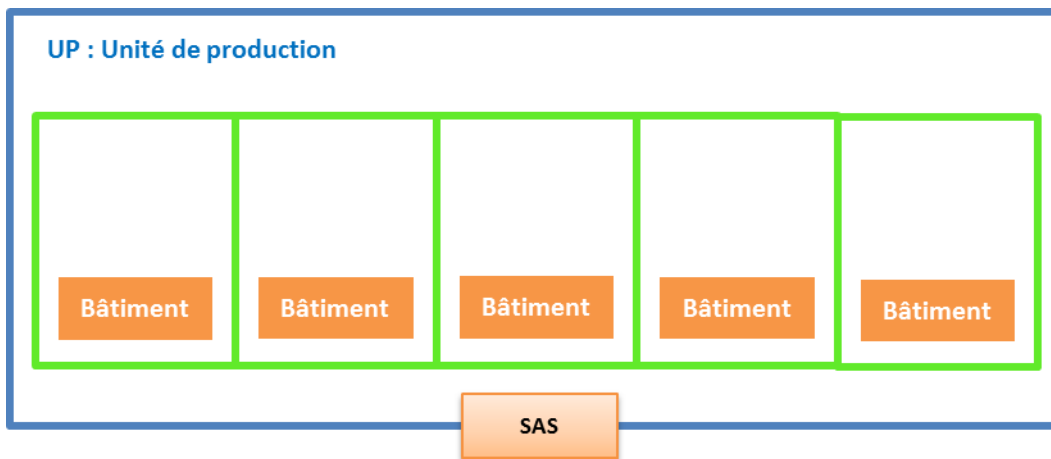 UP : Unité de production
Bâtiment
Bâtiment
Bâtiment
Bâtiment
Bâtiment
SAS